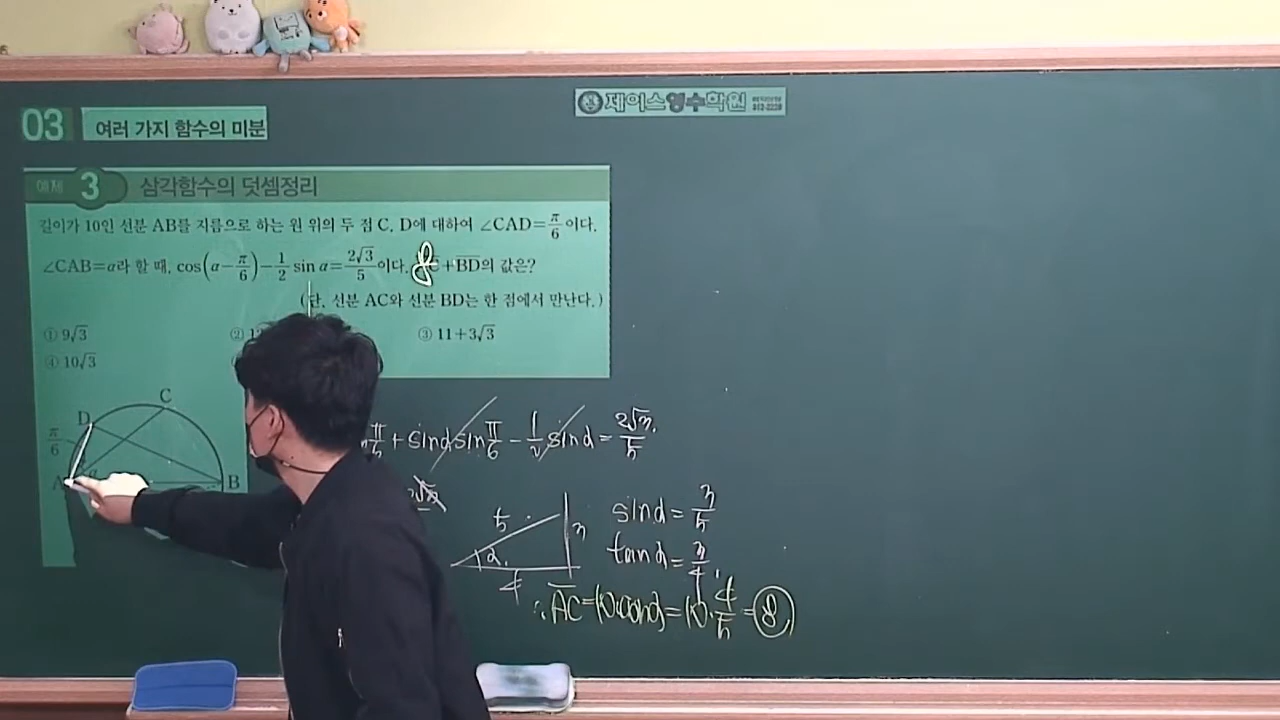 제이스영수학원
03 여러 가지 함수의 미분
예제 3 삼각함수의 덧셈정리
길이가 10인 선분 AB를 지름으로 하는 원 위의 두 점 C, D에 대하여 ∠CAD=π/6이다.
∠CAB=α라 할 때, cos(α−π/6)−1/2 sin α=2√3/5이다. 8+BD의 값은?
(단, 선분 AC와 선분 BD는 한 점에서 만난다.)
① 9√3 ② ③ 11+3√3
④ 10√3
C
D
π/6
A α B
+ sinα sin π/6 − 1/2 sinα = 2√3/5
5 3 α 4
sinα = 3/5
tanα = 3/4
∴ AC = 10·cosα = 10·4/5 = 8